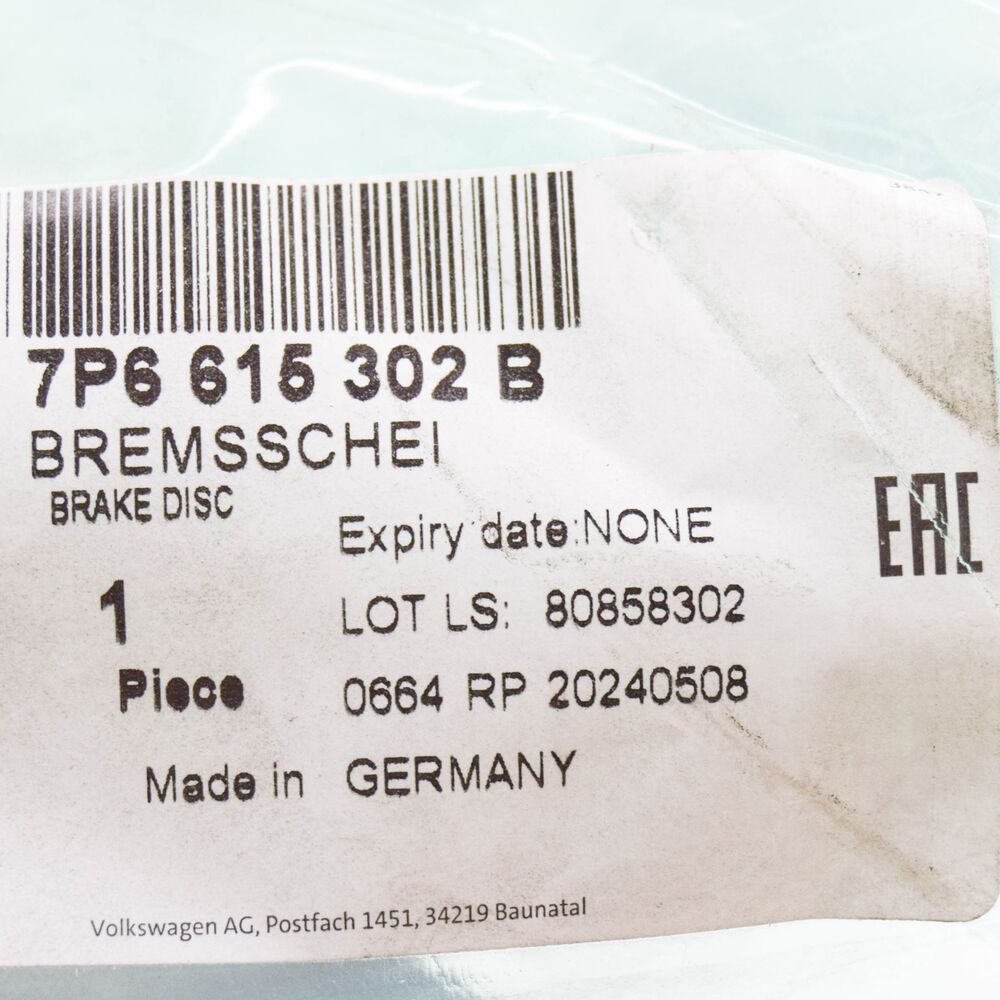 7P6 615 302 B
BREMSSCHEI
BRAKE DISC
Expiry date:NONE
EAC
1
LOT LS: 80858302
Piece
0664 RP 20240508
Made in GERMANY
Volkswagen AG, Postfach 1451, 34219 Baunatal